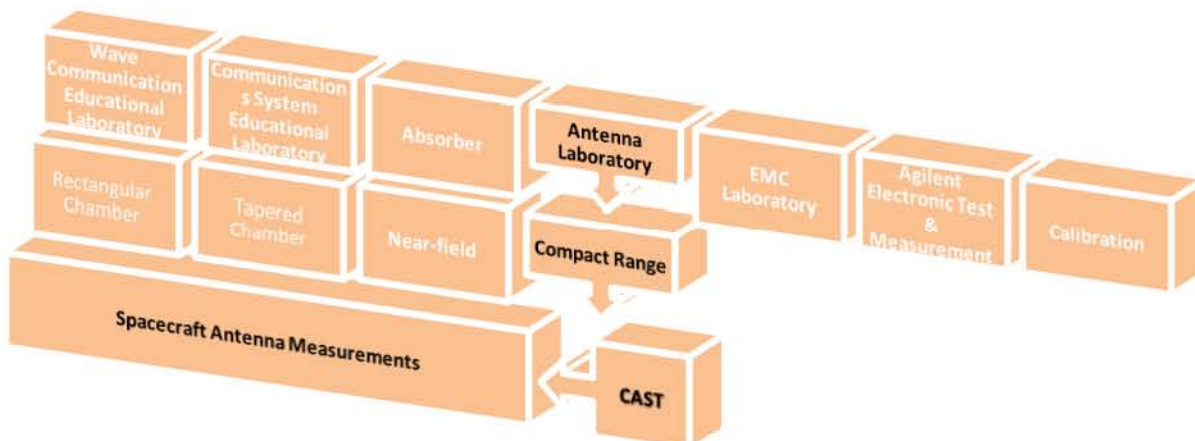 Wave
Communication
Educational
Laboratory
Communication
s System
Educational
Laboratory
Absorber
Antenna
Laboratory
EMC
Laboratory
Agilent
Electronic Test
&
Measurement
Calibration
Rectangular
Chamber
Tapered
Chamber
Near-field
Compact Range
Spacecraft Antenna Measurements
CAST